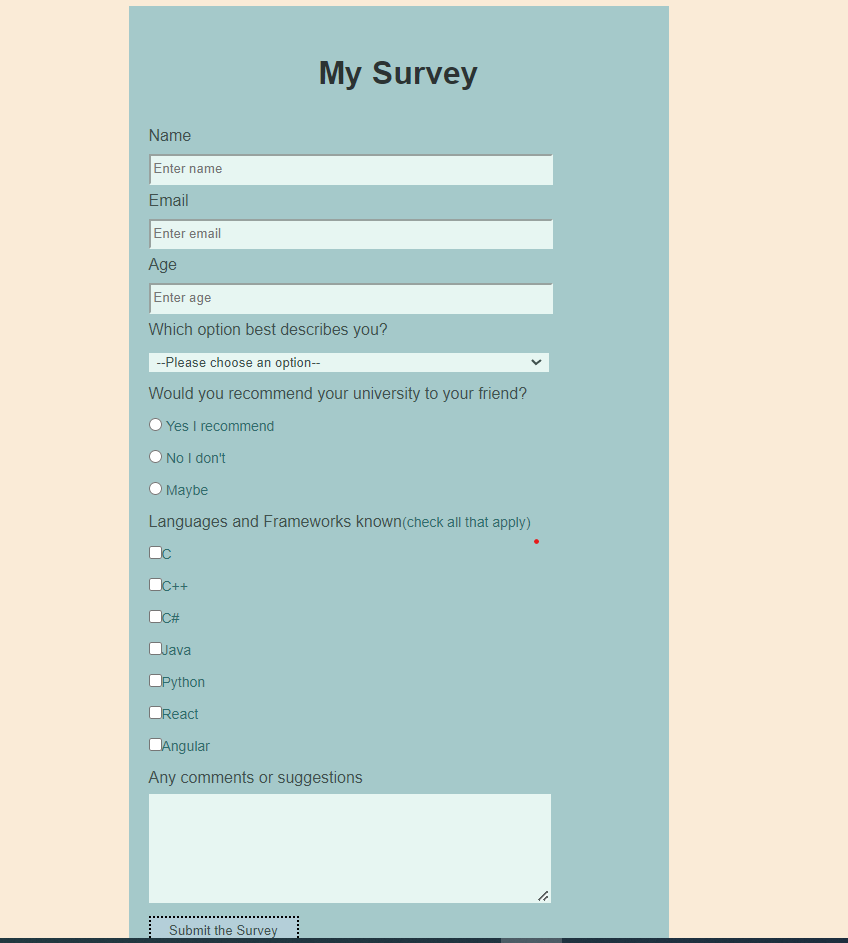 My Survey
Name
Enter name
Email
Enter email
Age
Enter age
Which option best describes you?
--Please choose an option--
Would you recommend your university to your friend?
Yes I recommend
No I don't
Maybe
Languages and Frameworks known(check all that apply)
C
C++
C#
Java
Python
React
Angular
Any comments or suggestions
Submit the Survey